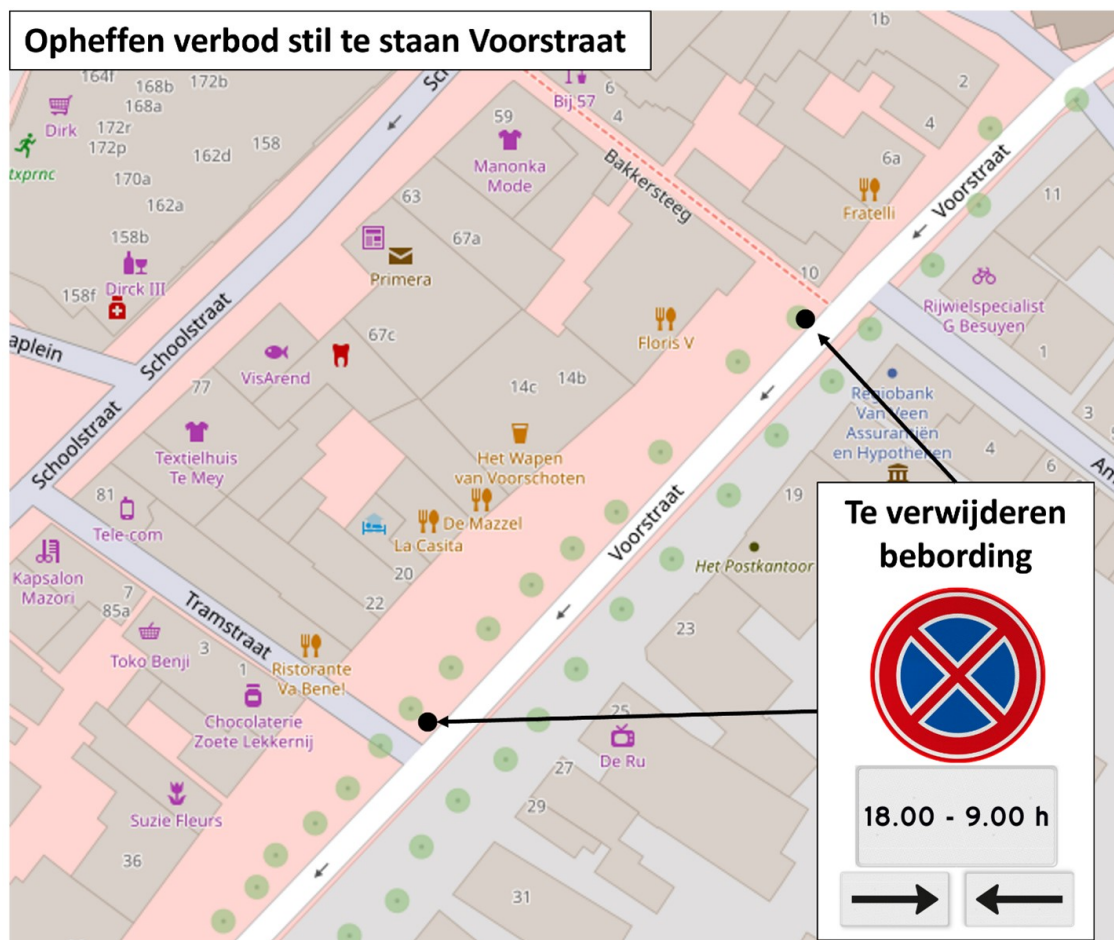 Opheffen verbod stil te staan Voorstraat
1b
164f
168b
172b
6
2
Dirk
168a
Bij 57
4
59
4
172r
158
172p
162d
Manonka
Mode
6a
txprnc
Bakkersteeg
170a
63
Voorstraat
11
162a
Fratelli
158b
67a
Dirck III
Primera
10
158f
Rijwielspecialist
G Besuyen
aplein
Schoolstraat
67c
Floris V
1
VisArend
77
14c
14b
Regiobank
Van Veen
Assurantiën
en Hypotheken
3
Schoolstraat
Textielhuis
Te Mey
Het Wapen
van Voorschoten
4
6
Am
81
Voorstraat
19
Tele-com
De Mazzel
La Casita
Te verwijderen
bebording
Kapsalon
Mazori
20
Het Postkantoor
7
85a
22
Tramstraat
23
Toko Benji
3
1
Ristorante
Va Bene!
Chocolaterie
Zoete Lekkernij
25
De Ru
27
Suzie Fleurs
29
18.00 - 9.00 h
36
31